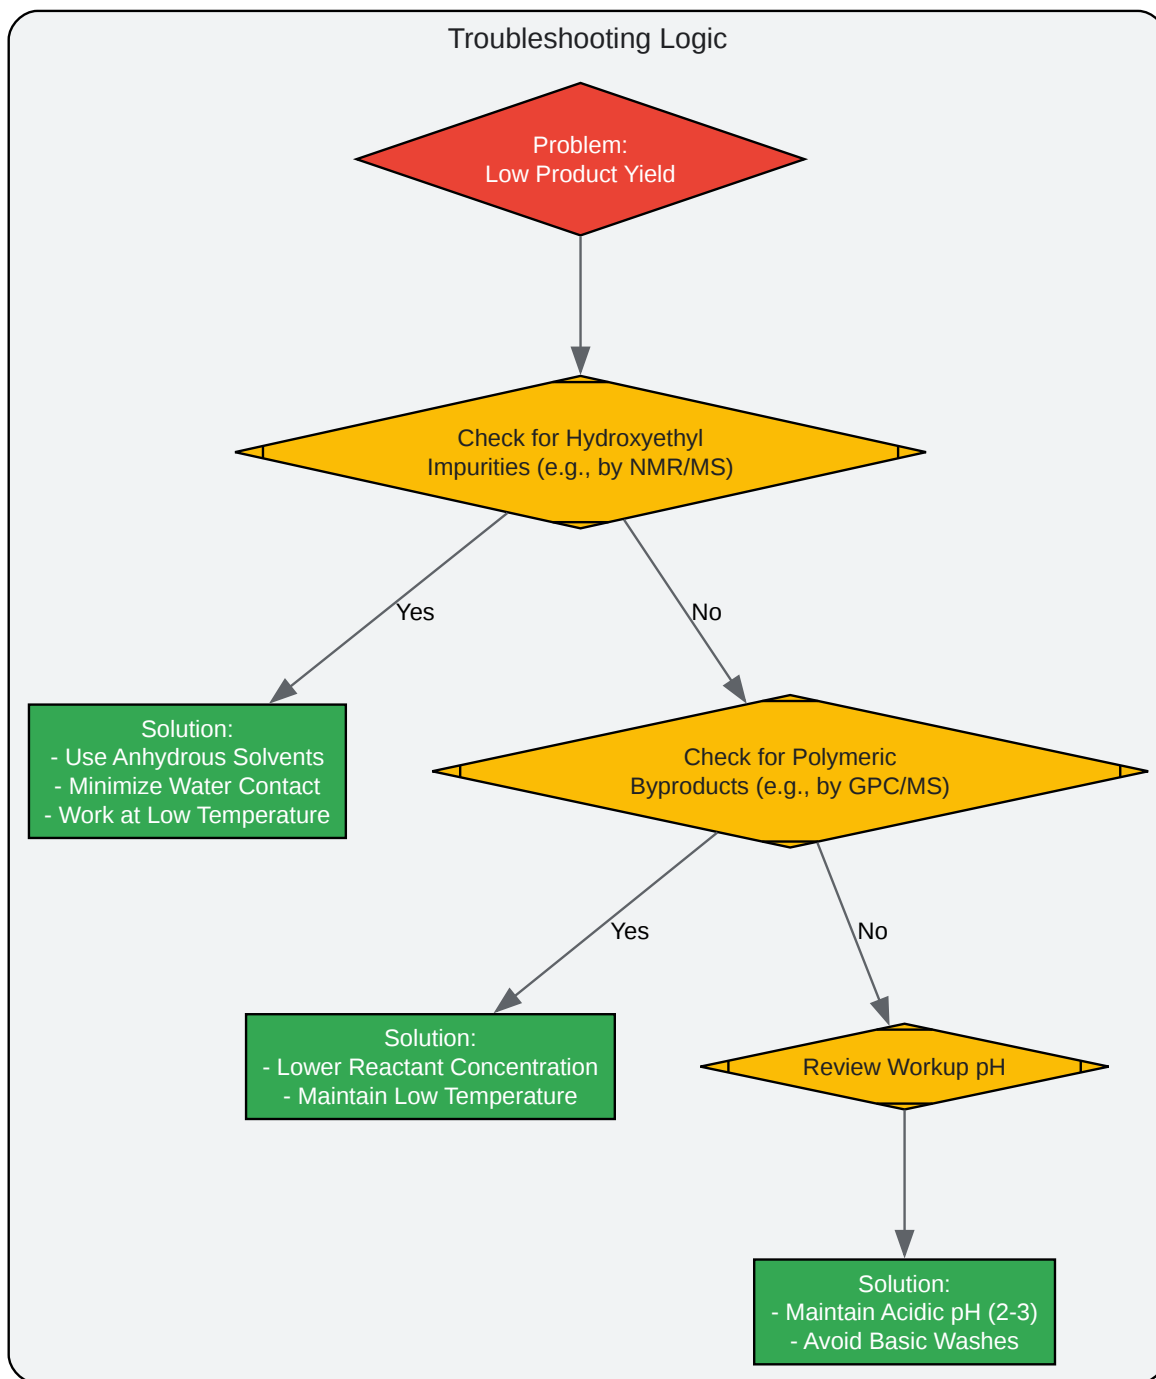 Troubleshooting Logic
Problem:
Low Product Yield
Check for Hydroxyethyl
Impurities (e.g., by NMR/MS)
Yes
No
Solution:
- Use Anhydrous Solvents
- Minimize Water Contact
- Work at Low Temperature
Check for Polymeric
Byproducts (e.g., by GPC/MS)
Yes
No
Solution:
- Lower Reactant Concentration
- Maintain Low Temperature
Review Workup pH
Solution:
- Maintain Acidic pH (2-3)
- Avoid Basic Washes